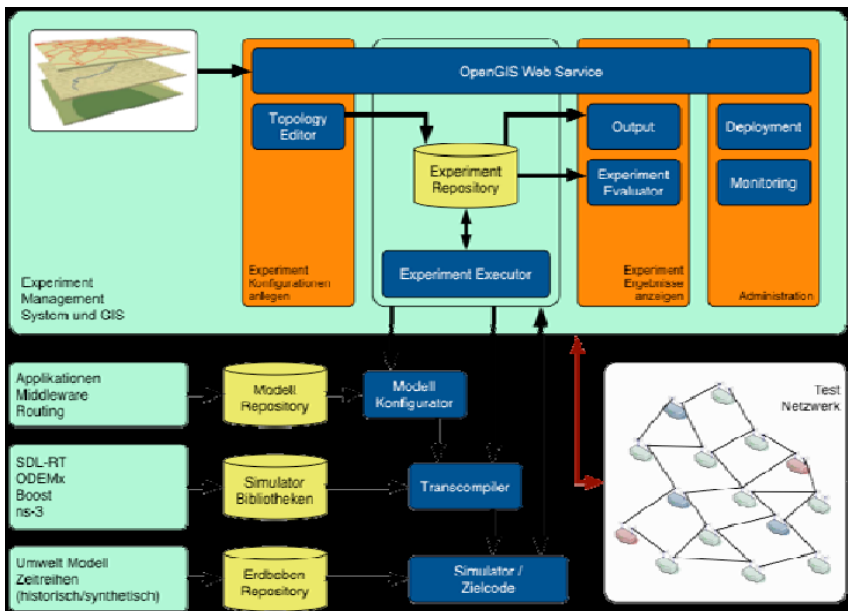 OpenGIS Web Service
Topology
Editor
Experiment
Repository
Output
Experiment
Evaluator
Deployment
Monitoring
Experiment Executor
Experiment
Konfigurationen
anlegen
Experiment
Ergebnisse
anzeigen
Administration
Experiment
Management
System und GIS
Applikationen
Middleware
Routing
Modell
Repository
Modell
Konfigurator
SDL-RT
ODEMx
Boost
ns-3
Simulator
Bibliotheken
Transcompiler
Umwelt Modell
Zeitreihen
(historisch/synthetisch)
Erdbeben
Repository
Simulator /
Zielcode
Test
Netzwerk